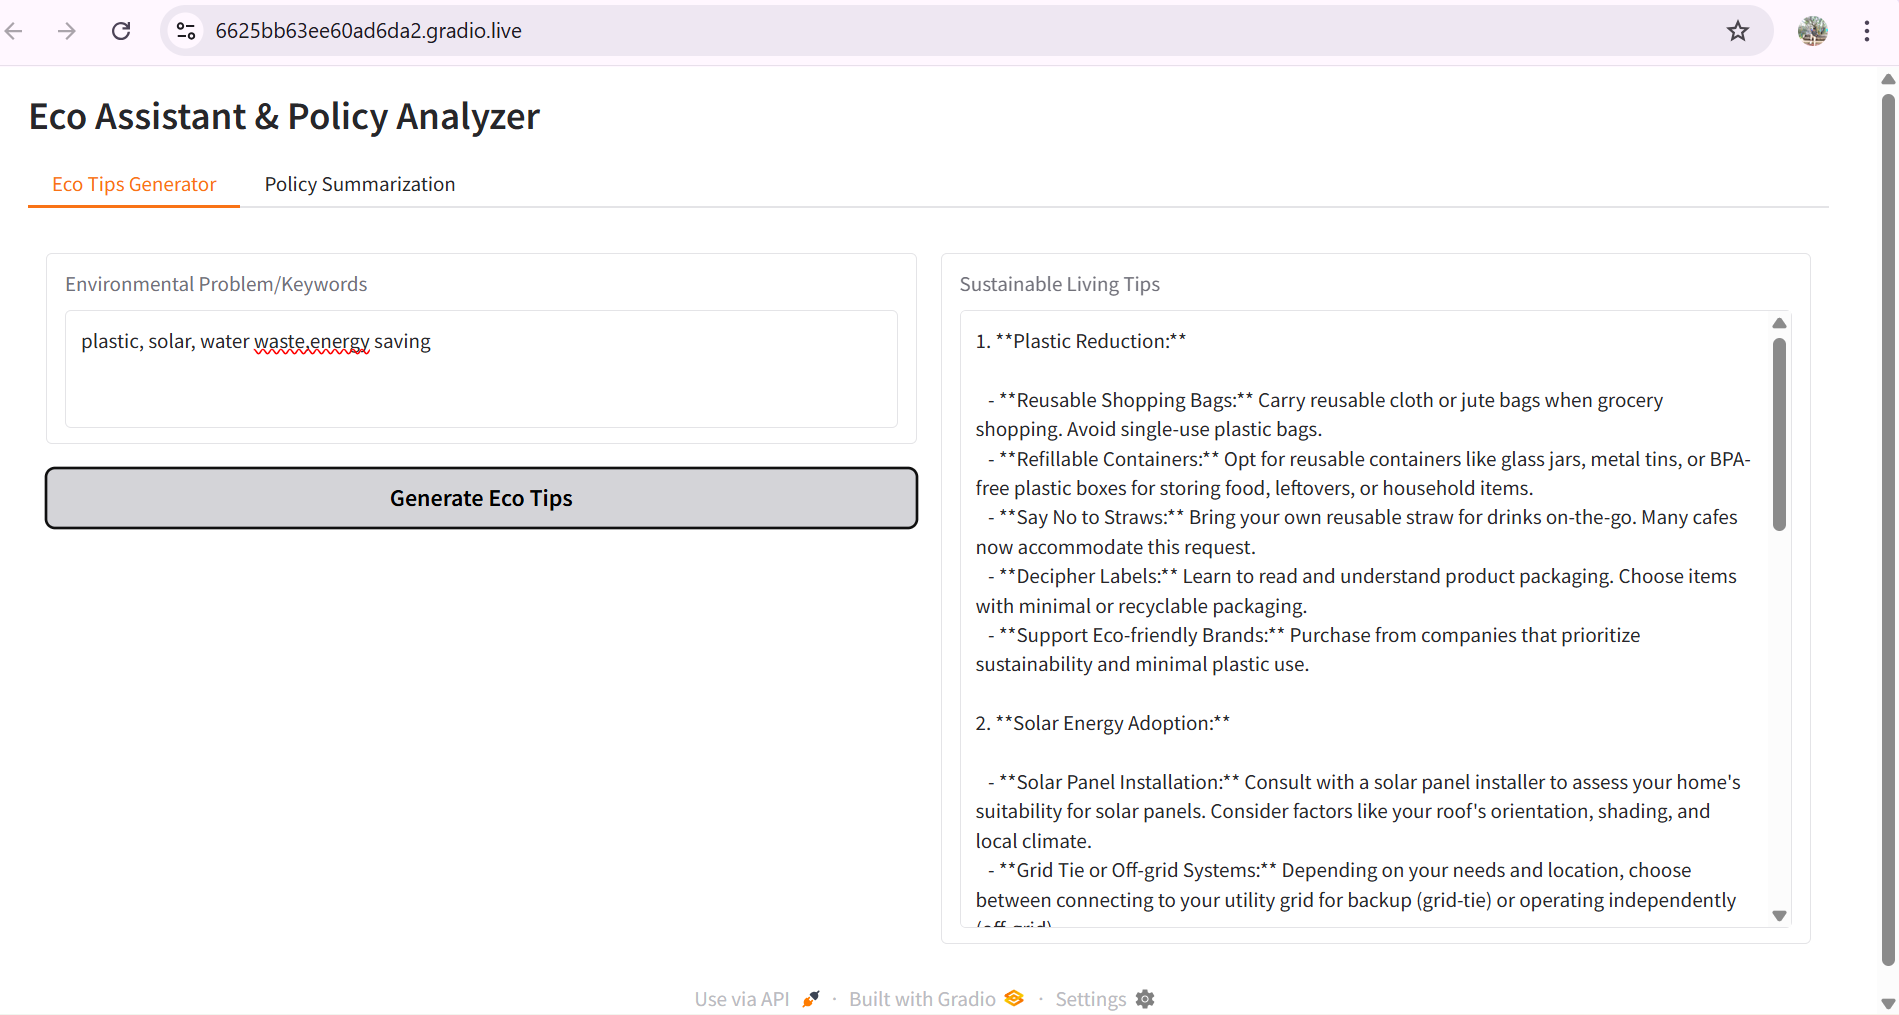 6625bb63ee60ad6da2.gradio.live
Eco Assistant & Policy Analyzer
Eco Tips Generator
Policy Summarization
Environmental Problem/Keywords
plastic, solar, water waste,energy saving
Generate Eco Tips
Sustainable Living Tips
1. **Plastic Reduction:**
- **Reusable Shopping Bags:** Carry reusable cloth or jute bags when grocery
shopping. Avoid single-use plastic bags.
- **Refillable Containers:** Opt for reusable containers like glass jars, metal tins, or BPA-
free plastic boxes for storing food, leftovers, or household items.
- **Say No to Straws:** Bring your own reusable straw for drinks on-the-go. Many cafes
now accommodate this request.
- **Decipher Labels:** Learn to read and understand product packaging. Choose items
with minimal or recyclable packaging.
- **Support Eco-friendly Brands:** Purchase from companies that prioritize
sustainability and minimal plastic use.
2. **Solar Energy Adoption:**
- **Solar Panel Installation:** Consult with a solar panel installer to assess your home's
suitability for solar panels. Consider factors like your roof's orientation, shading, and
local climate.
- **Grid Tie or Off-grid Systems:** Depending on your needs and location, choose
between connecting to your utility grid for backup (grid-tie) or operating independently
(off-grid)
Use via API · Built with Gradio · Settings